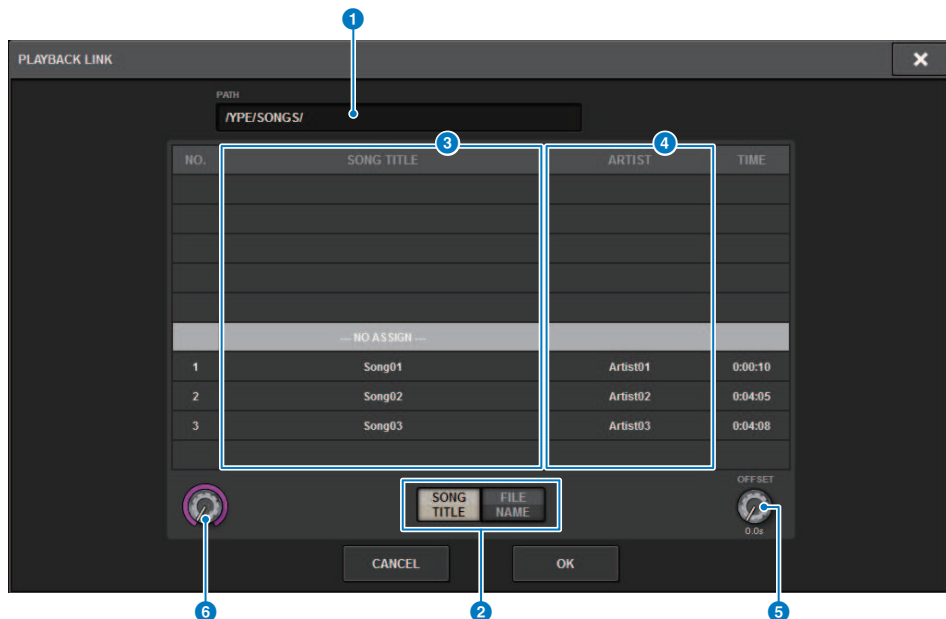 1
PLAYBACK LINK
PATH
/YPE/SONGS/
3
4
NO. SONG TITLE ARTIST TIME
--- NO ASSIGN ---
1 Song01 Artist01 0:00:10
2 Song02 Artist02 0:04:05
3 Song03 Artist03 0:04:08
SONG TITLE
FILE NAME
OFFSET
0.0s
CANCEL
OK
6
2
5